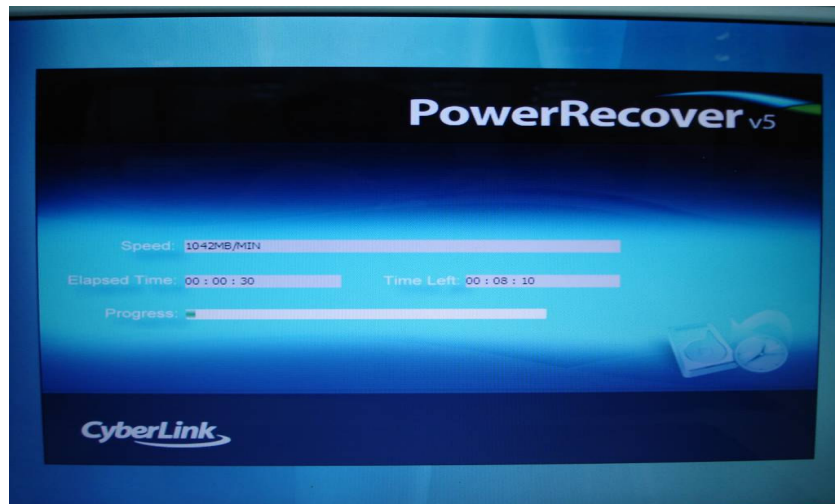 PowerRecover v5
Speed: 1042MB/MIN
Elapsed Time: 00 : 00 : 30 Time Left: 00 : 08 : 10
Progress:
CyberLink